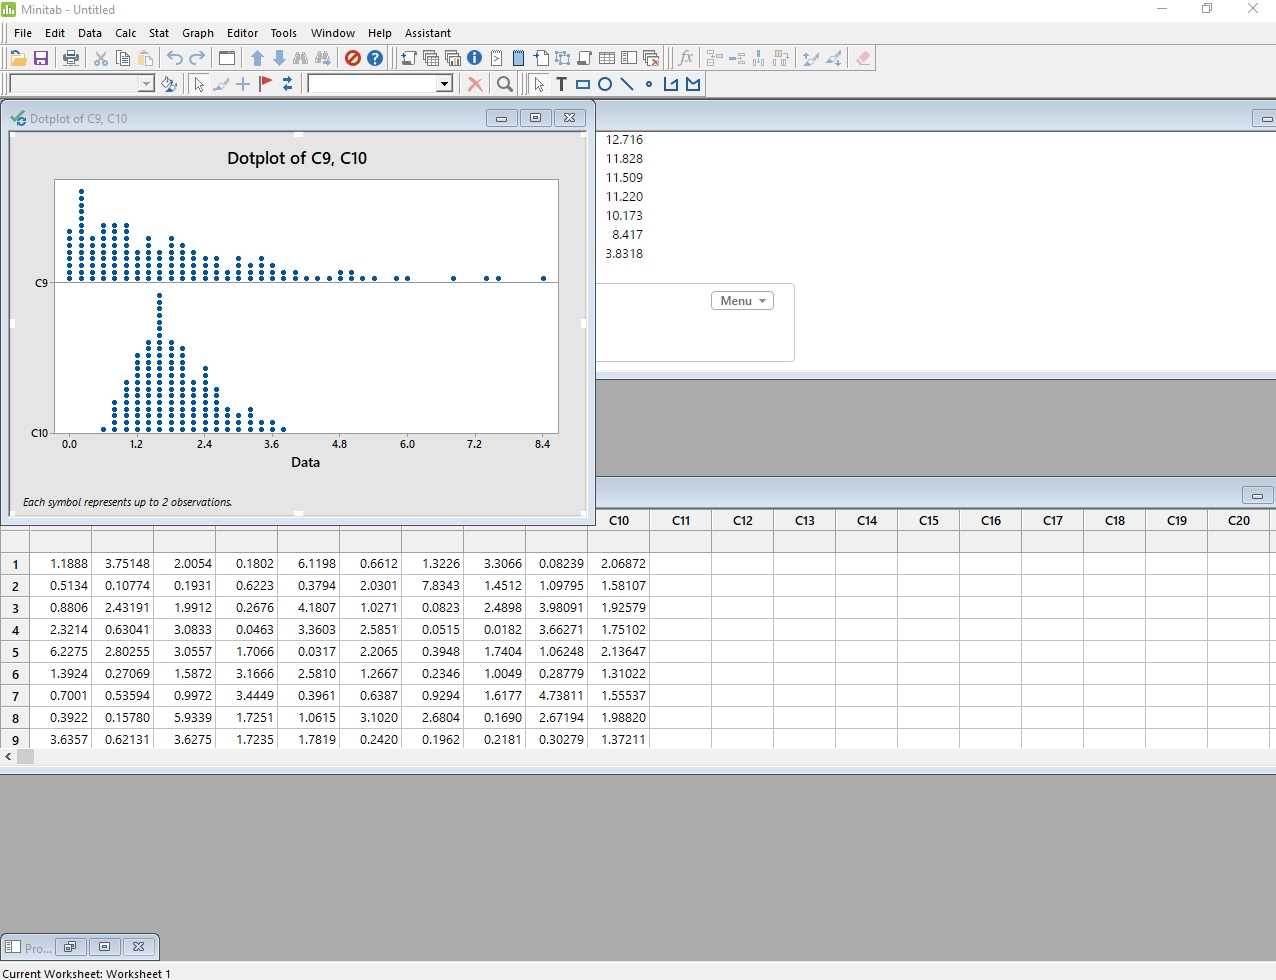 Minitab - Untitled
File Edit Data Calc Stat Graph Editor Tools Window Help Assistant
Dotplot of C9, C10
Dotplot of C9, C10
C9
C10
0.0 1.2 2.4 3.6 4.8 6.0 7.2 8.4
Data
Each symbol represents up to 2 observations.
12.716
11.828
11.509
11.220
10.173
8.417
3.8318
Menu
C10 C11 C12 C13 C14 C15 C16 C17 C18 C19 C20
1 1.1888 3.75148 2.0054 0.1802 6.1198 0.6612 1.3226 3.3066 0.08239 2.06872
2 0.5134 0.10774 0.1931 0.6223 0.3794 2.0301 7.8343 1.4512 1.09795 1.58107
3 0.8806 2.43191 1.9912 0.2676 4.1807 1.0271 0.0823 2.4898 3.98091 1.92579
4 2.3214 0.63041 3.0833 0.0463 3.3603 2.5851 0.0515 0.0182 3.66271 1.75102
5 6.2275 2.80255 3.0557 1.7066 0.0317 2.2065 0.3948 1.7404 1.06248 2.13647
6 1.3924 0.27069 1.5872 3.1666 2.5810 1.2667 0.2346 1.0049 0.28779 1.31022
7 0.7001 0.53594 0.9972 3.4449 0.3961 0.6387 0.9294 1.6177 4.73811 1.55537
8 0.3922 0.15780 5.9339 1.7251 1.0615 3.1020 2.6804 0.1690 2.67194 1.98820
9 3.6357 0.62131 3.6275 1.7235 1.7819 0.2420 0.1962 0.2181 0.30279 1.37211
Pro...
Current Worksheet: Worksheet 1